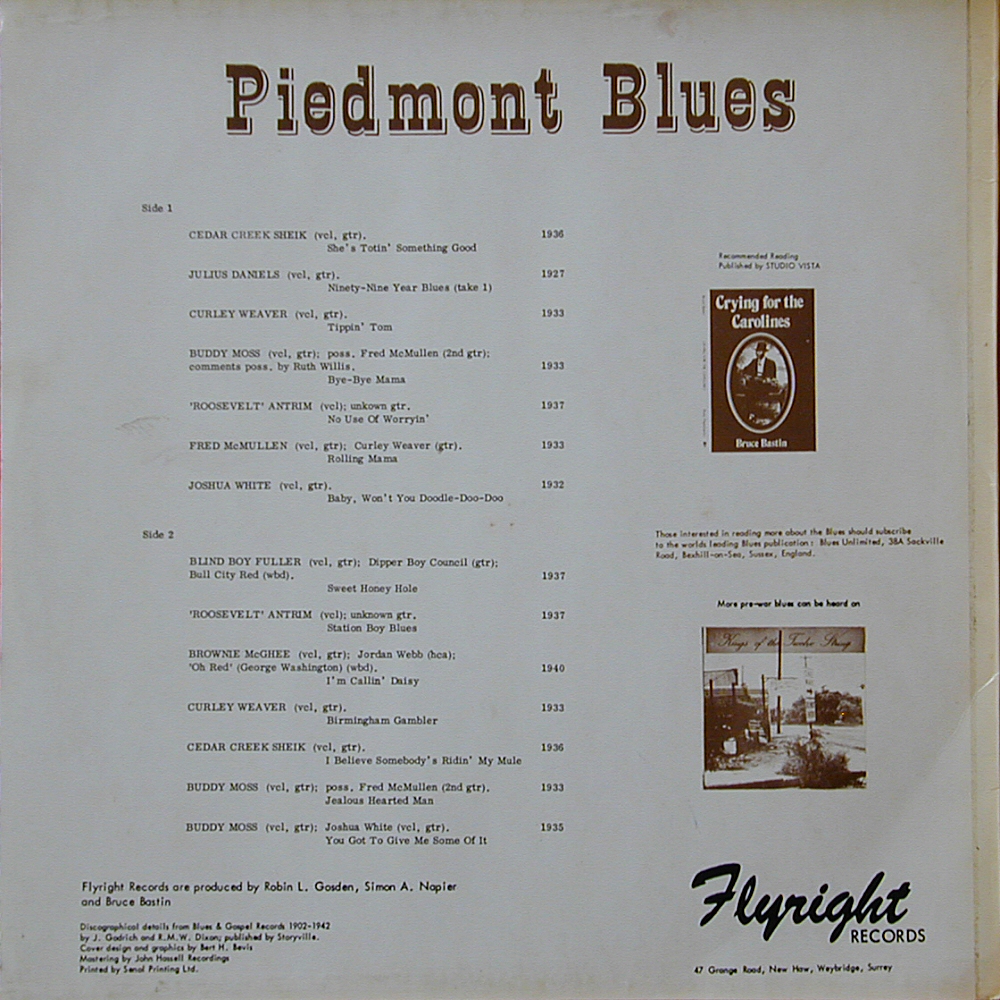 Piedmont Blues
Side 1
CEDAR CREEK SHEIK (vcl, gtr). 1936
She's Totin' Something Good
JULIUS DANIELS (vcl, gtr). 1927
Ninety-Nine Year Blues (take 1)
CURLEY WEAVER (vcl, gtr). 1933
Tippin' Tom
BUDDY MOSS (vcl, gtr); poss. Fred McMullen (2nd gtr);
comments poss. by Ruth Willis. 1933
Bye-Bye Mama
'ROOSEVELT' ANTRIM (vcl); unkown gtr. 1937
No Use Of Worryin'
FRED McMULLEN (vcl, gtr); Curley Weaver (gtr). 1933
Rolling Mama
JOSHUA WHITE (vcl, gtr). 1932
Baby, Won't You Doodle-Doo-Doo
Side 2
BLIND BOY FULLER (vcl, gtr); Dipper Boy Council (gtr);
Bull City Red (wbd). 1937
Sweet Honey Hole
'ROOSEVELT' ANTRIM (vcl); unknown gtr. 1937
Station Boy Blues
BROWNIE McGHEE (vcl, gtr); Jordan Webb (hca);
'Oh Red' (George Washington) (wbd). 1940
I'm Callin' Daisy
CURLEY WEAVER (vcl, gtr). 1933
Birmingham Gambler
CEDAR CREEK SHEIK (vcl, gtr). 1936
I Believe Somebody's Ridin' My Mule
BUDDY MOSS (vcl, gtr); poss. Fred McMullen (2nd gtr). 1933
Jealous Hearted Man
BUDDY MOSS (vcl, gtr); Joshua White (vcl, gtr). 1935
You Got To Give Me Some Of It
Flyright Records are produced by Robin L. Gosden, Simon A. Napier
and Bruce Bastin
Discographical details from Blues & Gospel Records 1902-1942
by J. Godrich and R.M.W. Dixon; published by Storyville.
Cover design and graphics by Bert H. Bevis
Mastering by John Hassell Recordings
Printed by Senol Printing Ltd.
Recommended Reading
Published by STUDIO VISTA
Crying for the
Carolines
Bruce Bastin
Those interested in reading more about the Blues should subscribe
to the worlds leading Blues publication: Blues Unlimited, 38A Sackville
Road, Bexhill-on-Sea, Sussex, England.
More pre-war blues can be heard on
Kings of the Twelve String
Flyright
RECORDS
47 Grange Road, New Haw, Weybridge, Surrey